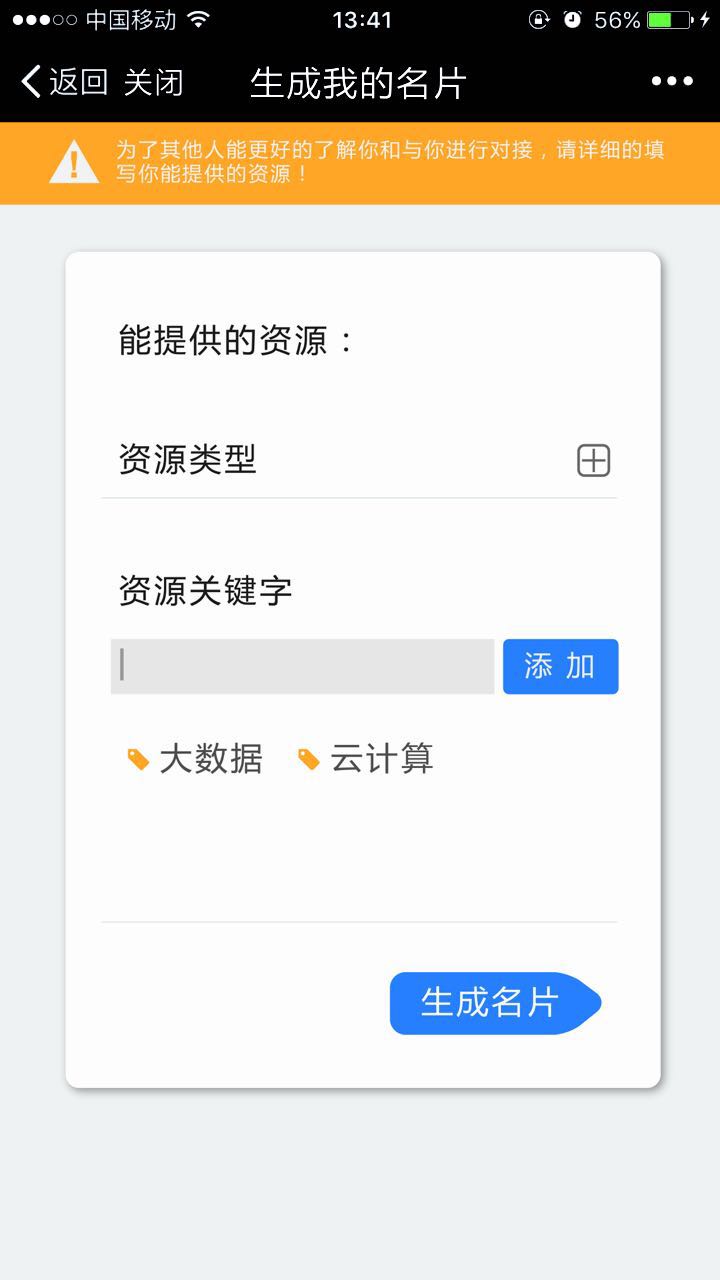 中国移动 13:41 56%
返回 关闭 生成我的名片
为了其他人能更好的了解你和与你进行对接，请详细的填
写你能提供的资源！
能提供的资源：
资源类型
资源关键字
添 加
大数据 云计算
生成名片